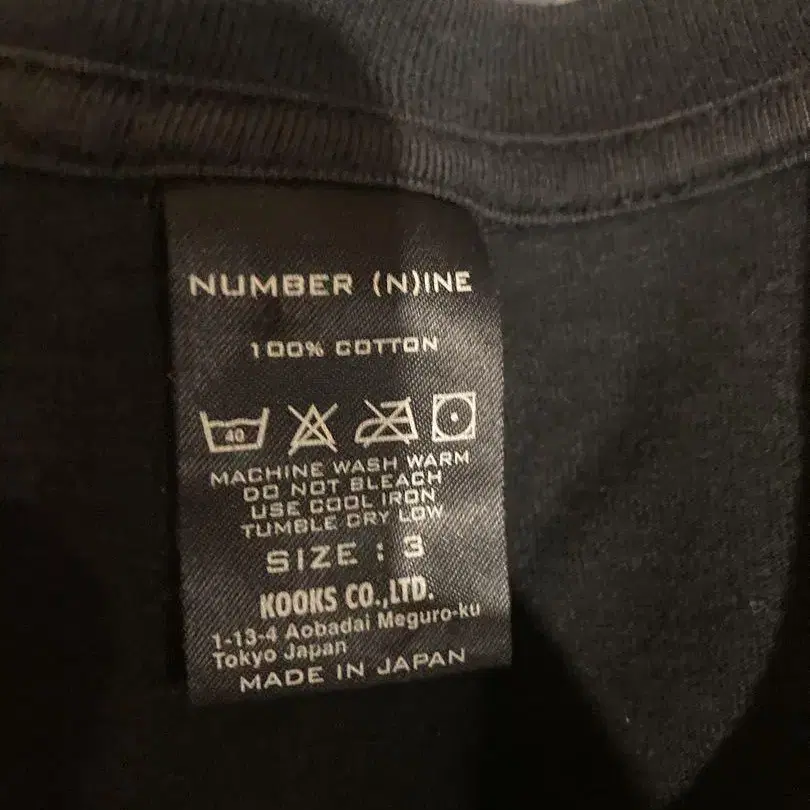 NUMBER (N)INE
100% COTTON
40
MACHINE WASH WARM
DO NOT BLEACH
USE COOL IRON
TUMBLE DRY LOW
SIZE : 3
KOOKS CO.,LTD.
1-13-4 Aobadai Meguro-ku
Tokyo Japan
MADE IN JAPAN